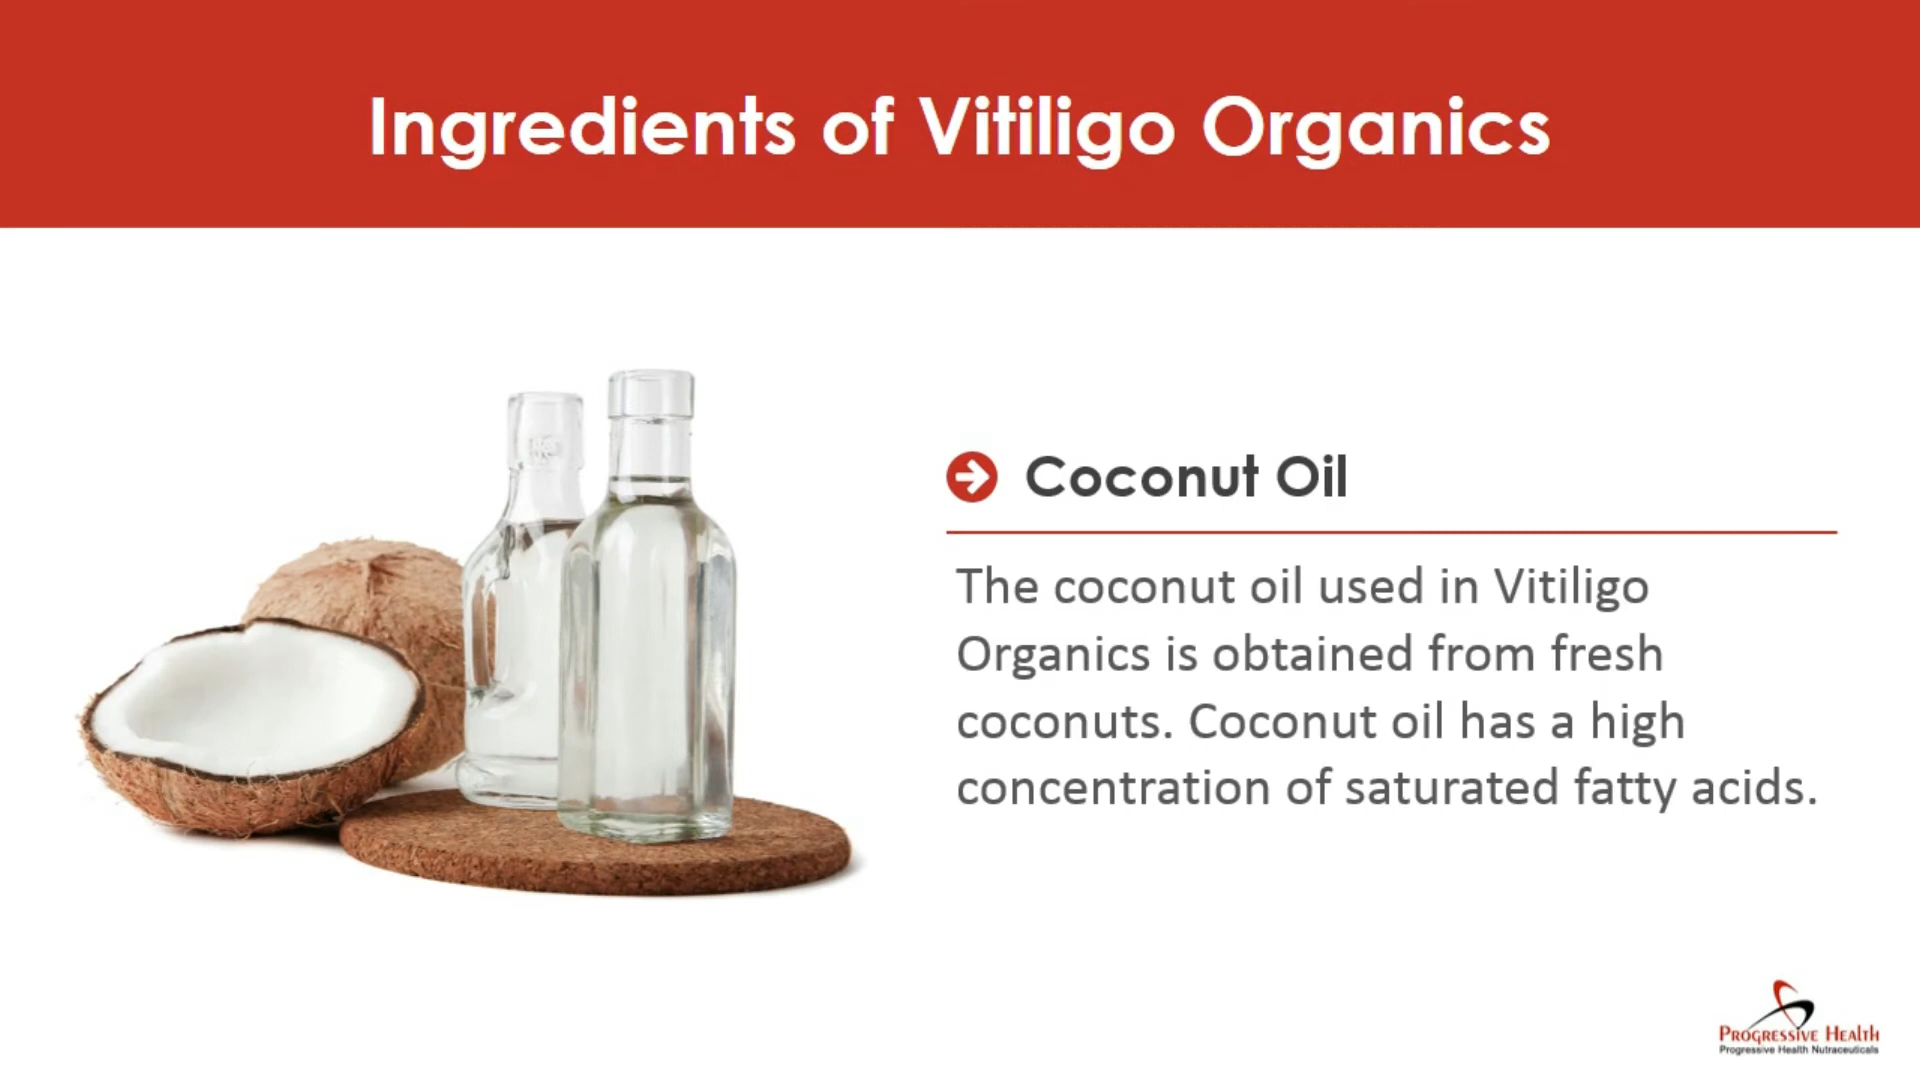 Ingredients of Vitiligo Organics
Coconut Oil
The coconut oil used in Vitiligo
Organics is obtained from fresh
coconuts. Coconut oil has a high
concentration of saturated fatty acids.
Progressive Health
Progressive Health Nutraceuticals